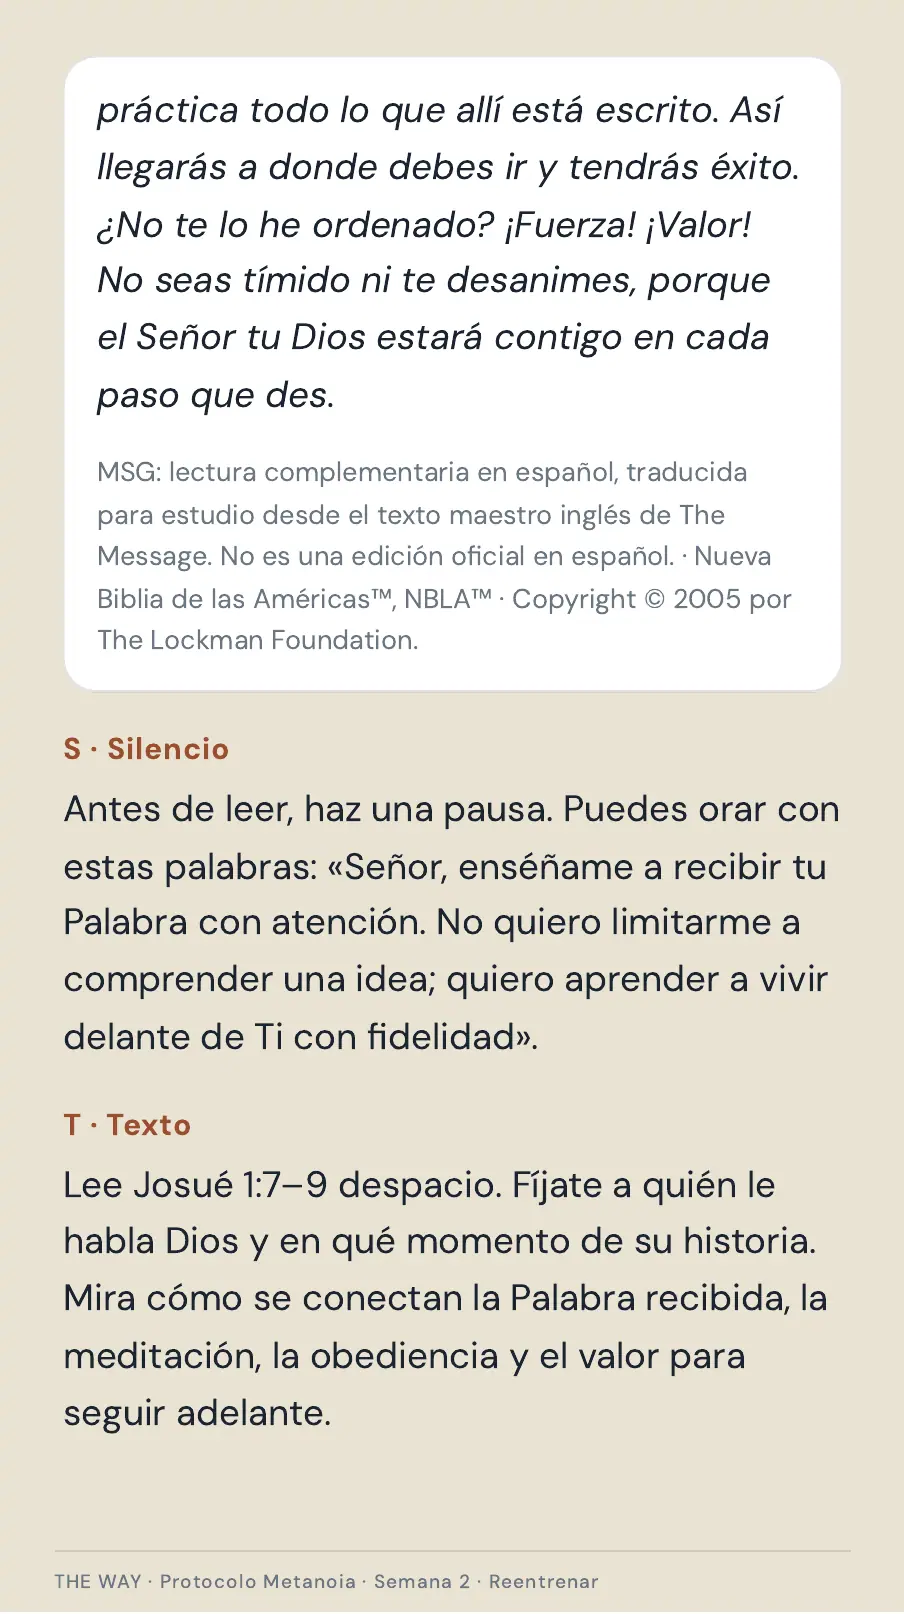 práctica todo lo que allí está escrito. Así
llegarás a donde debes ir y tendrás éxito.
¿No te lo he ordenado? ¡Fuerza! ¡Valor!
No seas tímido ni te desanimes, porque
el Señor tu Dios estará contigo en cada
paso que des.
MSG: lectura complementaria en español, traducida
para estudio desde el texto maestro inglés de The
Message. No es una edición oficial en español. · Nueva
Biblia de las Américas™, NBLA™ · Copyright © 2005 por
The Lockman Foundation.
S · Silencio
Antes de leer, haz una pausa. Puedes orar con
estas palabras: «Señor, enséñame a recibir tu
Palabra con atención. No quiero limitarme a
comprender una idea; quiero aprender a vivir
delante de Ti con fidelidad».
T · Texto
Lee Josué 1:7–9 despacio. Fíjate a quién le
habla Dios y en qué momento de su historia.
Mira cómo se conectan la Palabra recibida, la
meditación, la obediencia y el valor para
seguir adelante.
THE WAY · Protocolo Metanoia · Semana 2 · Reentrenar